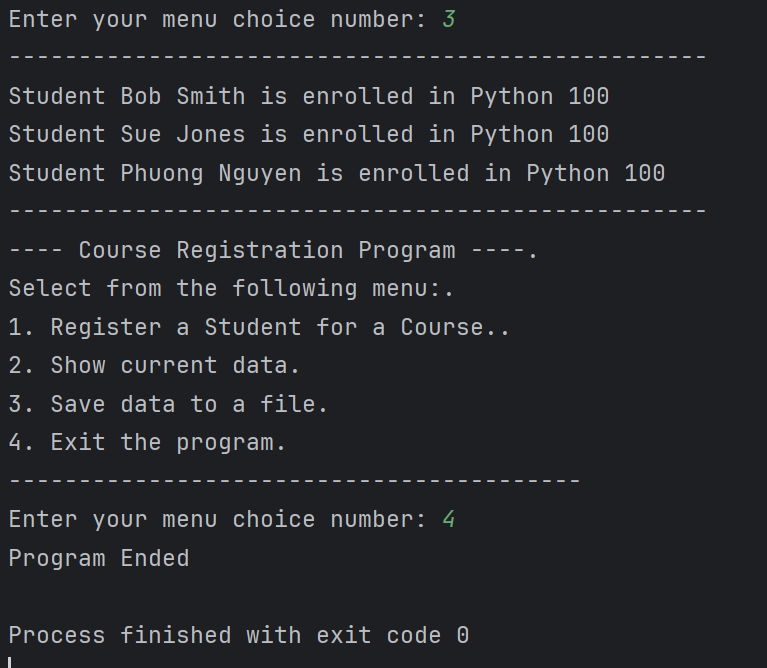 Enter your menu choice number: 3
--------------------------------------------------
Student Bob Smith is enrolled in Python 100
Student Sue Jones is enrolled in Python 100
Student Phuong Nguyen is enrolled in Python 100
--------------------------------------------------
---- Course Registration Program ----.
Select from the following menu:.
1. Register a Student for a Course..
2. Show current data.
3. Save data to a file.
4. Exit the program.
-----------------------------------------
Enter your menu choice number: 4
Program Ended
Process finished with exit code 0